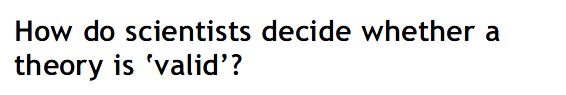 How do scientists decide whether a
theory is ‘valid’?